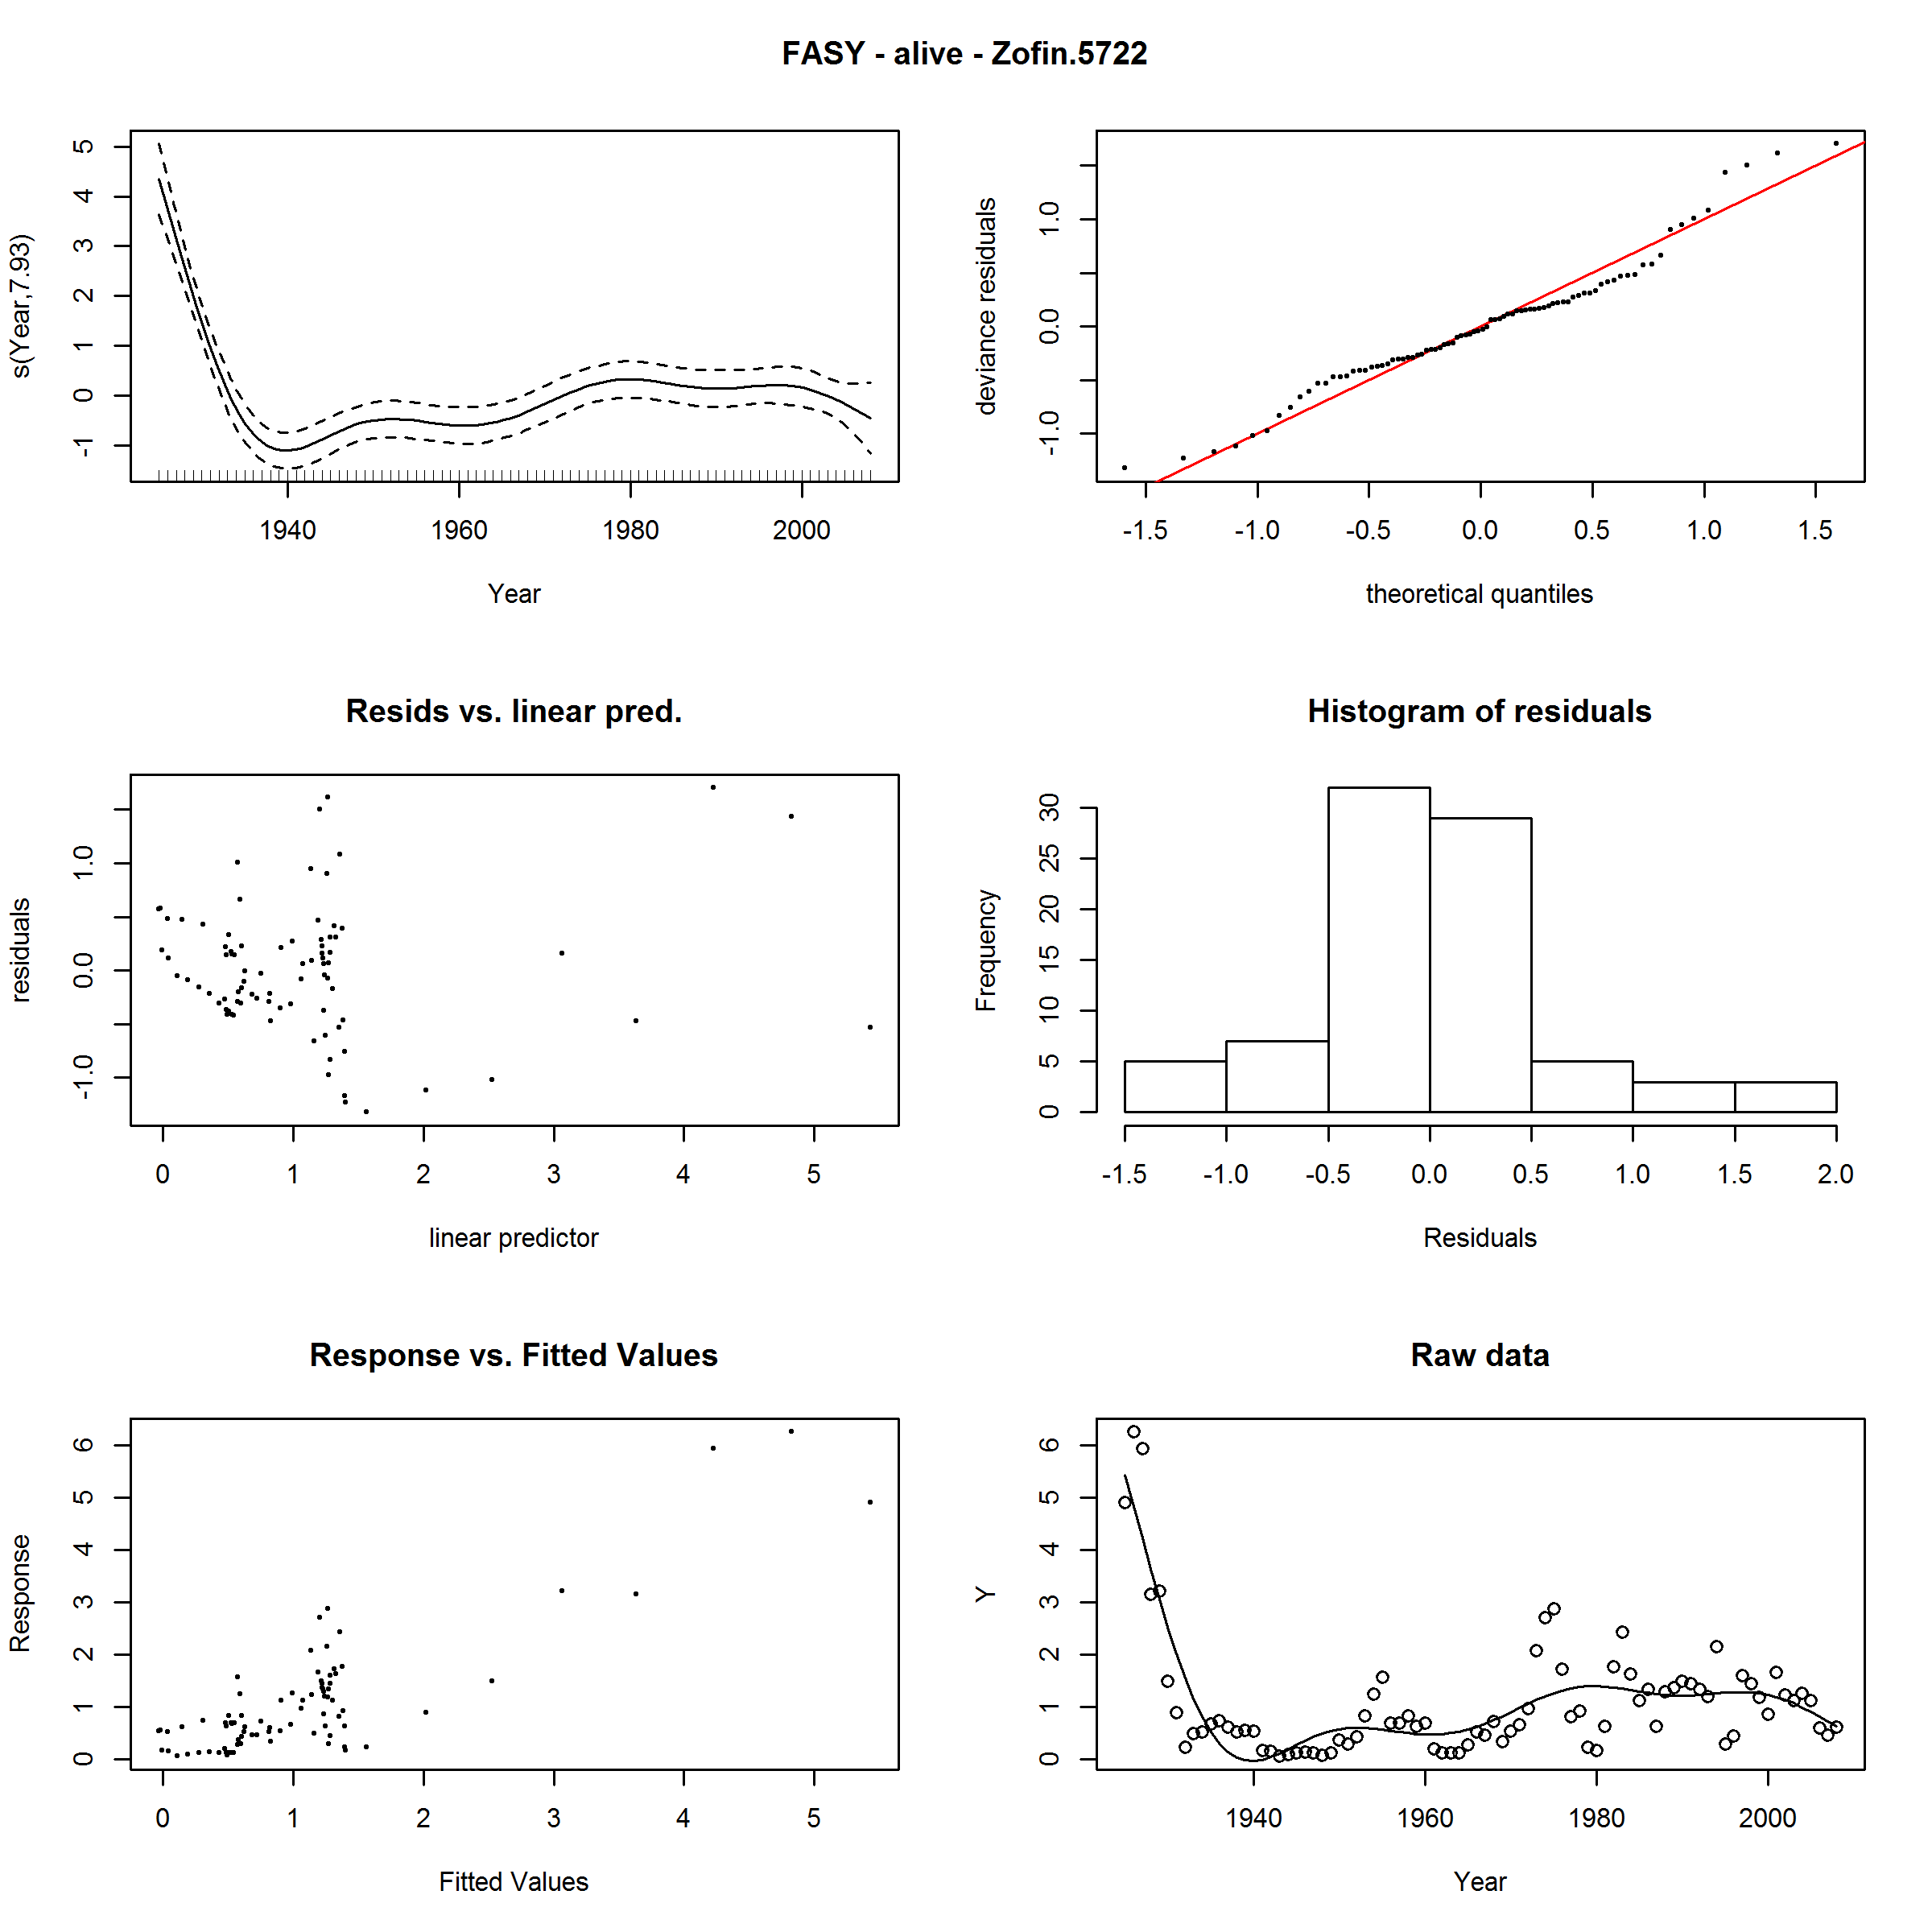 FASY - alive - Zofin.5722
s(Year,7.93)
5
4
3
2
1
0
-1
1940 1960 1980 2000
Year
deviance residuals
1.0
0.0
-1.0
-1.5 -1.0 -0.5 0.0 0.5 1.0 1.5
theoretical quantiles
Resids vs. linear pred.
residuals
1.0
0.0
-1.0
0 1 2 3 4 5
linear predictor
Histogram of residuals
Frequency
30
25
20
15
10
5
0
-1.5 -1.0 -0.5 0.0 0.5 1.0 1.5 2.0
Residuals
Response vs. Fitted Values
Response
6
5
4
3
2
1
0
0 1 2 3 4 5
Fitted Values
Raw data
Y
6
5
4
3
2
1
0
1940 1960 1980 2000
Year